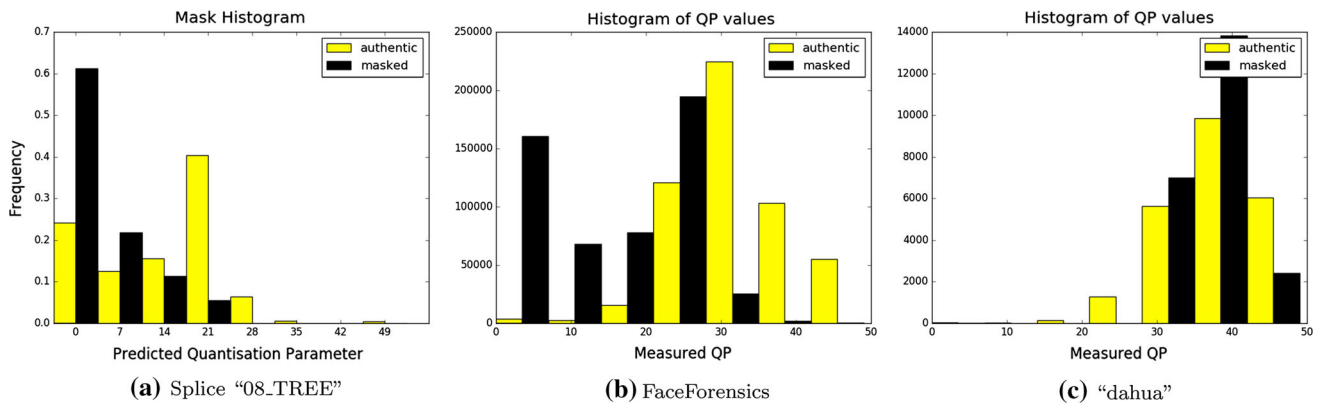 Mask Histogram
0.7
0.6
0.5
0.4
0.3
0.2
0.1
0.0
Frequency
authentic
masked
0 7 14 21 28 35 42 49
Predicted Quantisation Parameter
(a) Splice “08_TREE”
Histogram of QP values
250000
200000
150000
100000
50000
0
authentic
masked
0 10 20 30 40 50
Measured QP
(b) FaceForensics
Histogram of QP values
14000
12000
10000
8000
6000
4000
2000
0
authentic
masked
0 10 20 30 40 50
Measured QP
(c) “dahua”